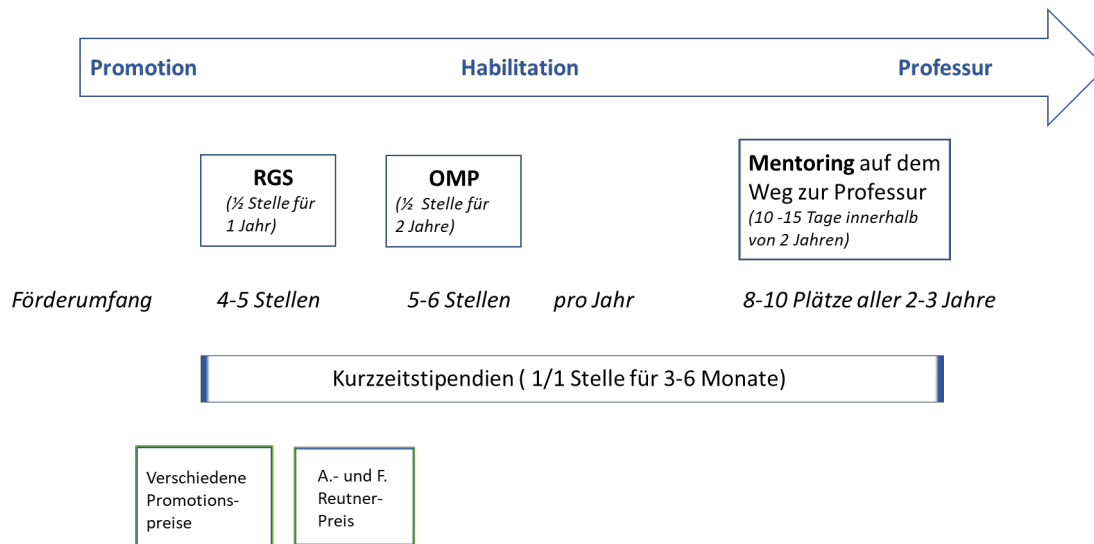 Promotion Habilitation Professur
RGS
(½ Stelle für
1 Jahr)
OMP
(½ Stelle für
2 Jahre)
Mentoring auf dem
Weg zur Professur
(10 -15 Tage innerhalb
von 2 Jahren)
Förderumfang 4-5 Stellen 5-6 Stellen pro Jahr 8-10 Plätze aller 2-3 Jahre
Kurzzeitstipendien ( 1/1 Stelle für 3-6 Monate)
Verschiedene
Promotions-
preise
A.- und F.
Reutner-
Preis